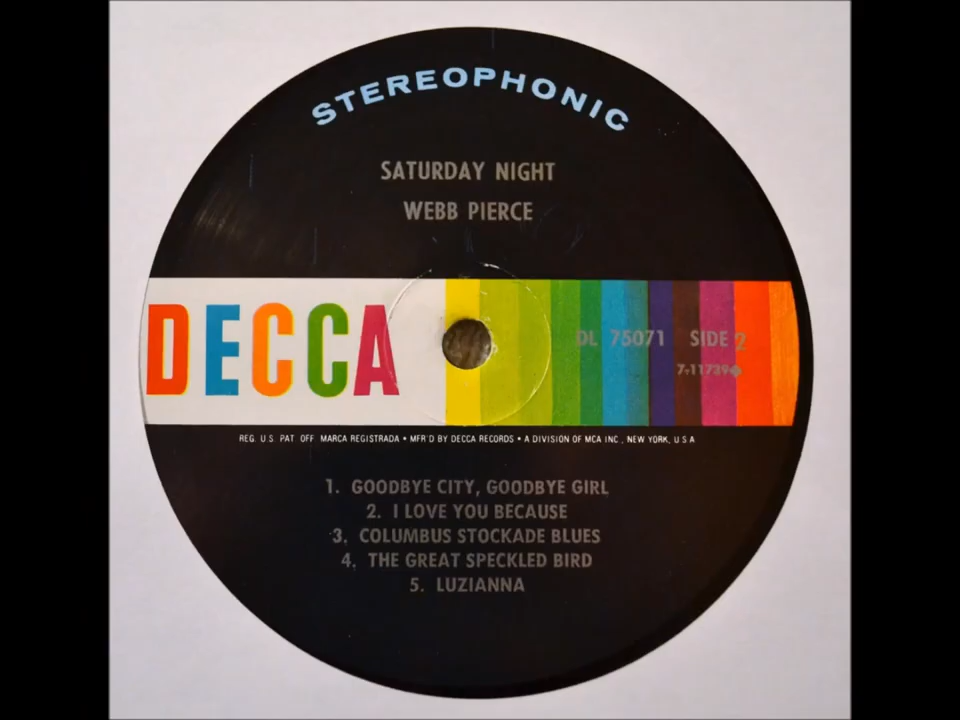 STEREOPHONIC
SATURDAY NIGHT
WEBB PIERCE
DECCA
DL 75071 SIDE 2
7-11739
REG. U.S. PAT. OFF. MARCA REGISTRADA • MFR'D BY DECCA RECORDS • A DIVISION OF MCA INC., NEW YORK, U.S.A
1. GOODBYE CITY, GOODBYE GIRL
2. I LOVE YOU BECAUSE
3. COLUMBUS STOCKADE BLUES
4. THE GREAT SPECKLED BIRD
5. LUZIANNA